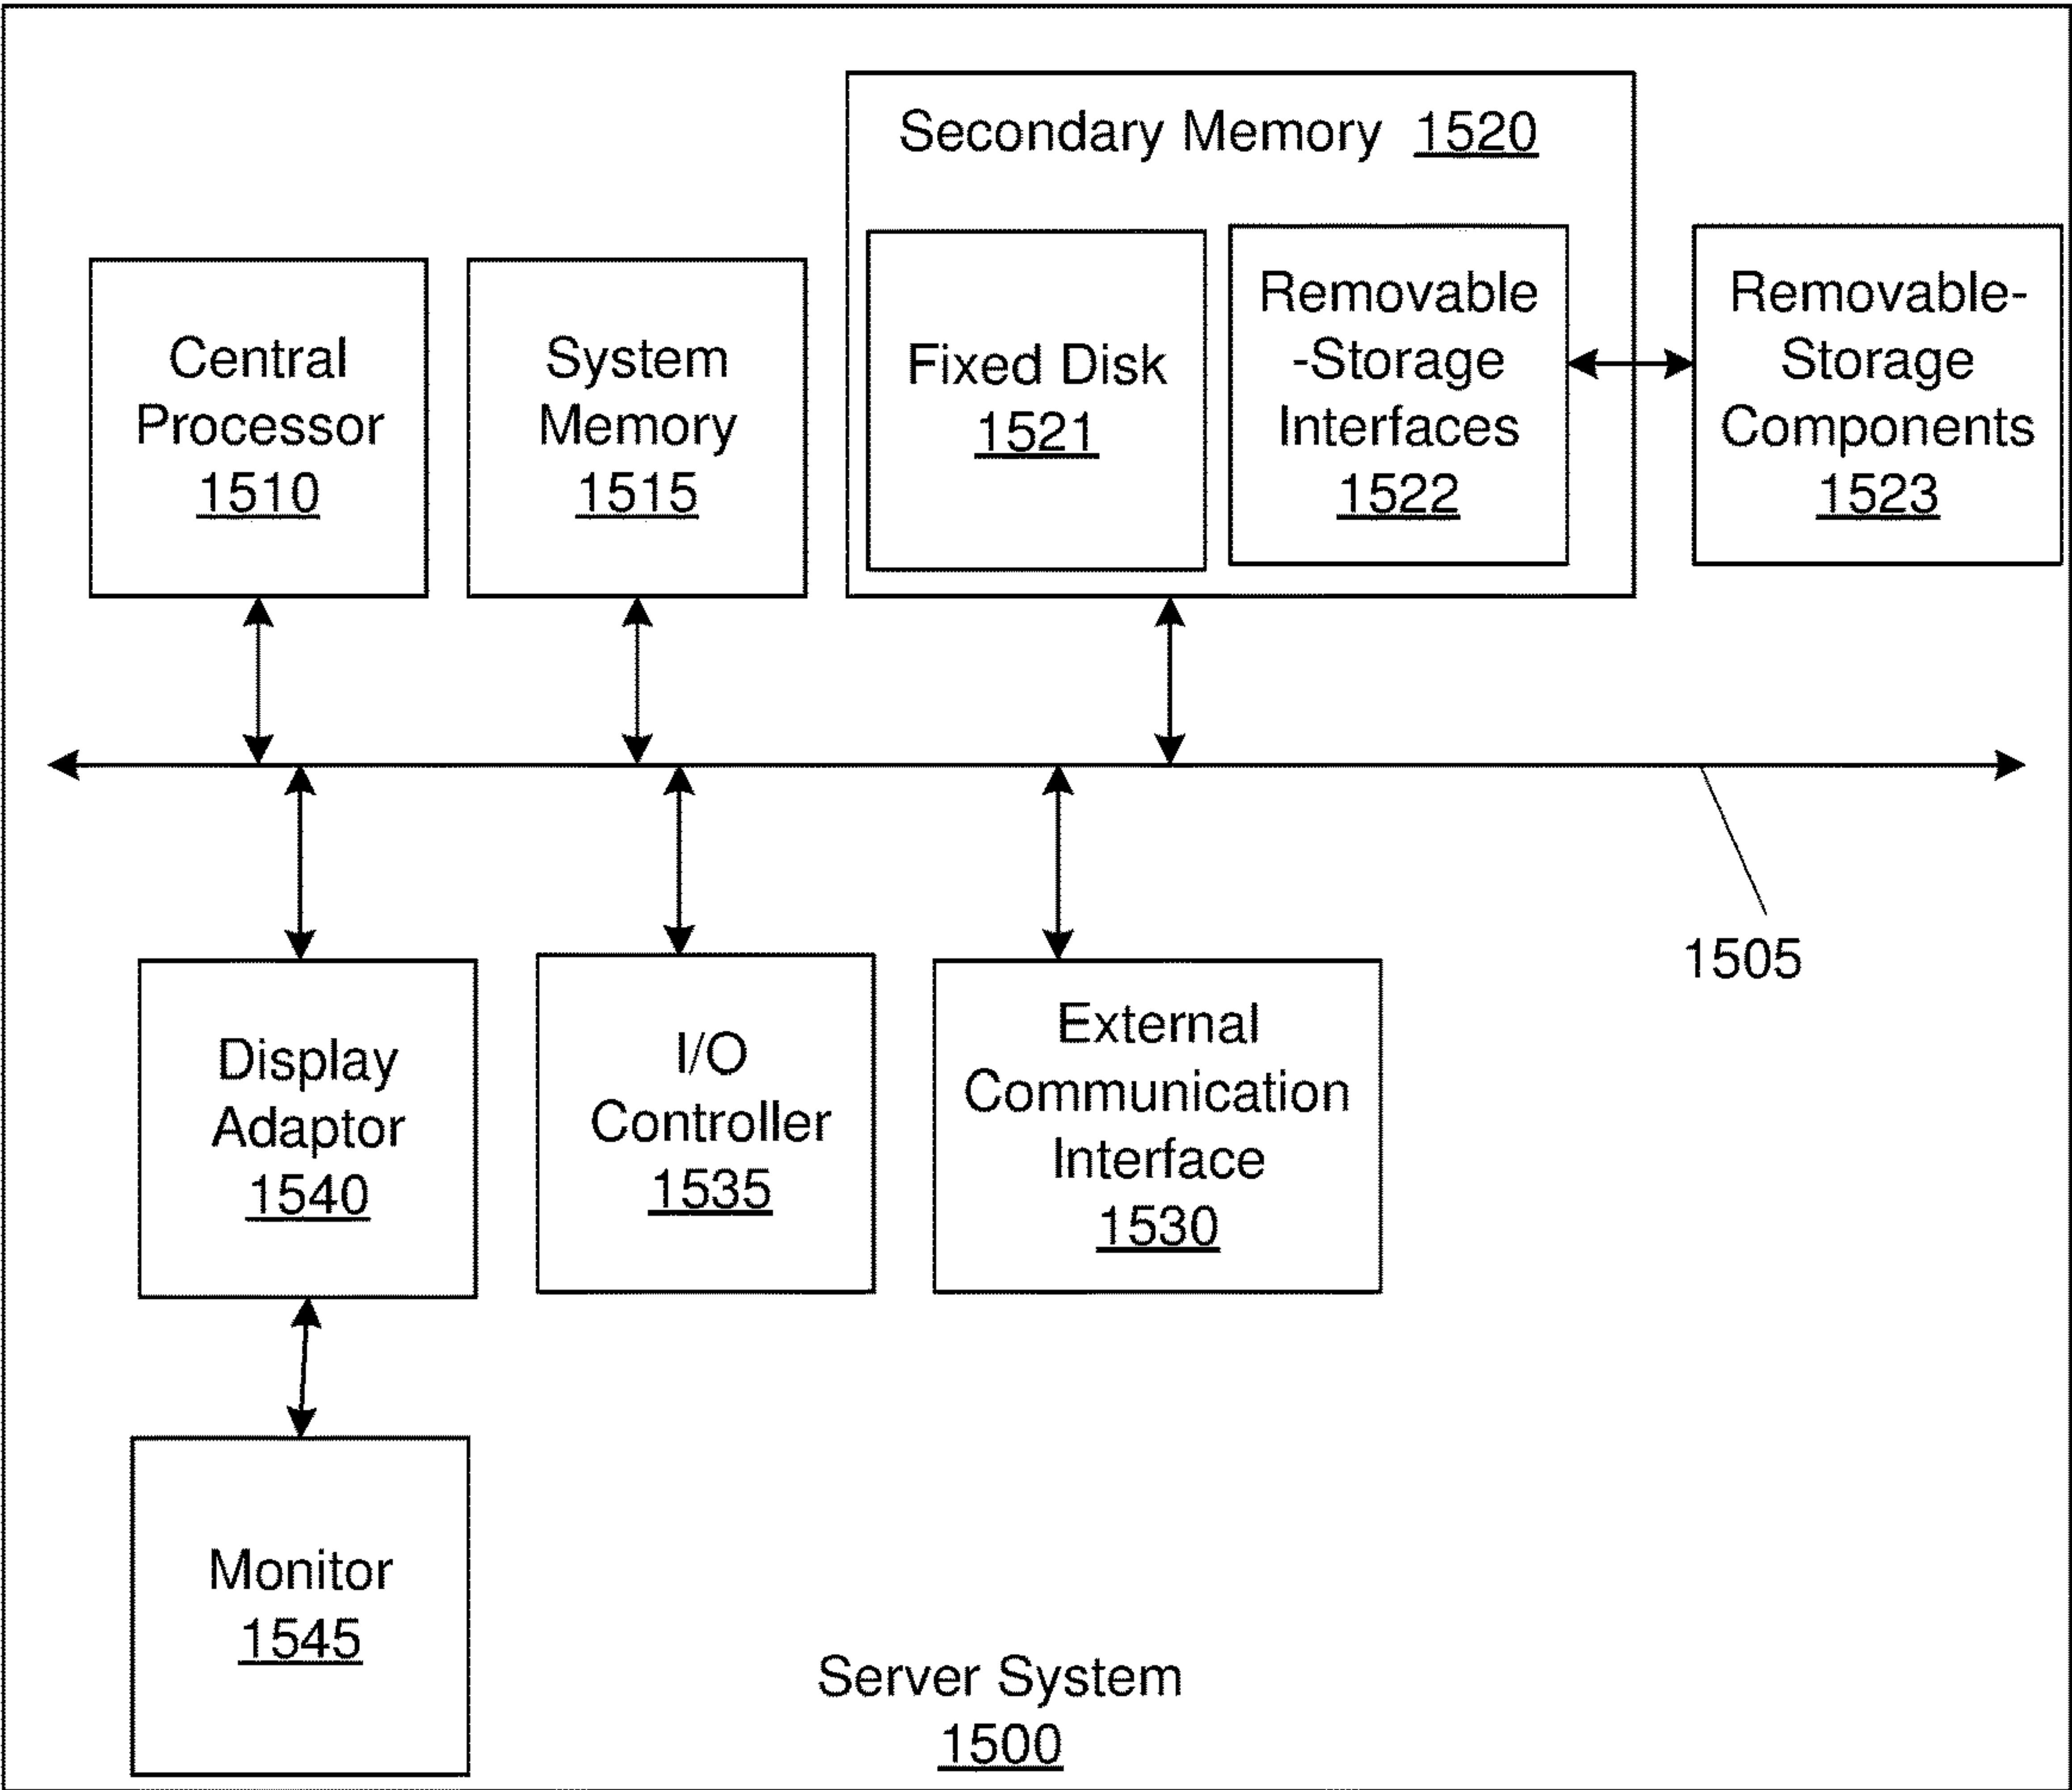 Secondary Memory 1520
Central
Processor
1510
System
Memory
1515
Fixed Disk
1521
Removable
-Storage
Interfaces
1522
Removable-
Storage
Components
1523
1505
Display
Adaptor
1540
I/O
Controller
1535
External
Communication
Interface
1530
Monitor
1545
Server System
1500